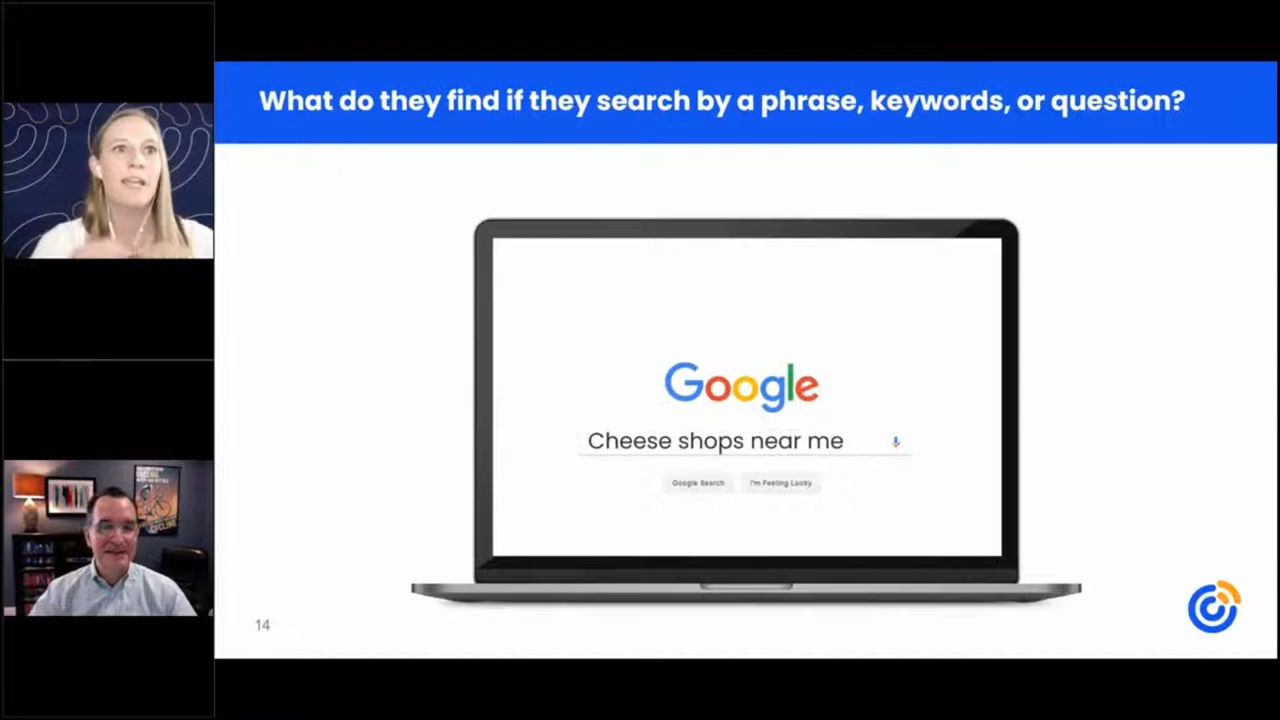 What do they find if they search by a phrase, keywords, or question?
Google
Cheese shops near me
Google Search
I'm Feeling Lucky
14